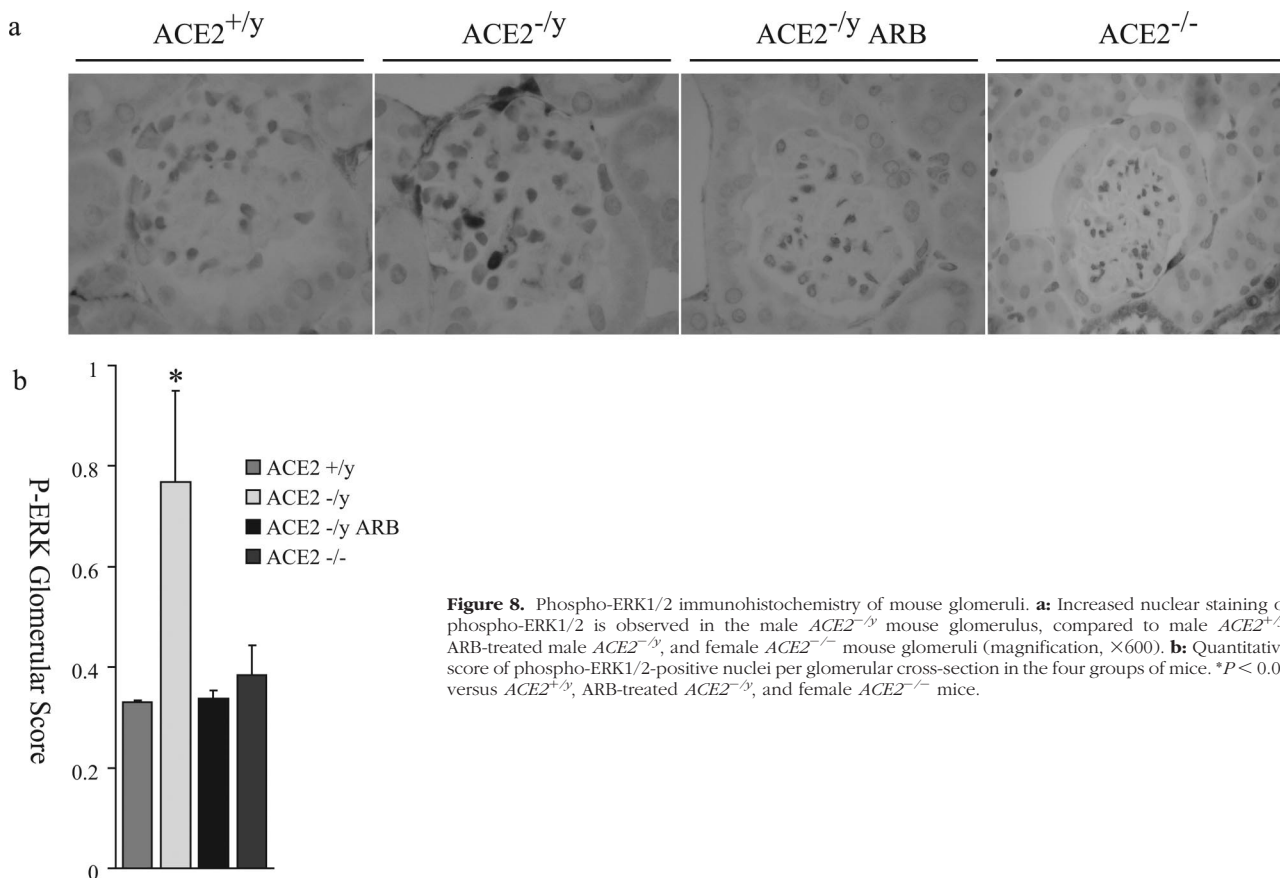 a
ACE2+/y ACE2-/y ACE2-/y ARB ACE2-/-
b
1
*
0.8
0.6
0.4
0.2
0
P-ERK Glomerular Score
ACE2 +/y
ACE2 -/y
ACE2 -/y ARB
ACE2 -/-
Figure 8. Phospho-ERK1/2 immunohistochemistry of mouse glomeruli. a: Increased nuclear staining
phospho-ERK1/2 is observed in the male ACE2−/y mouse glomerulus, compared to male ACE2+/
ARB-treated male ACE2−/y, and female ACE2−/− mouse glomeruli (magnification, ×600). b: Quantitativ
score of phospho-ERK1/2-positive nuclei per glomerular cross-section in the four groups of mice. *P < 0.0
versus ACE2+/y, ARB-treated ACE2−/y, and female ACE2−/− mice.